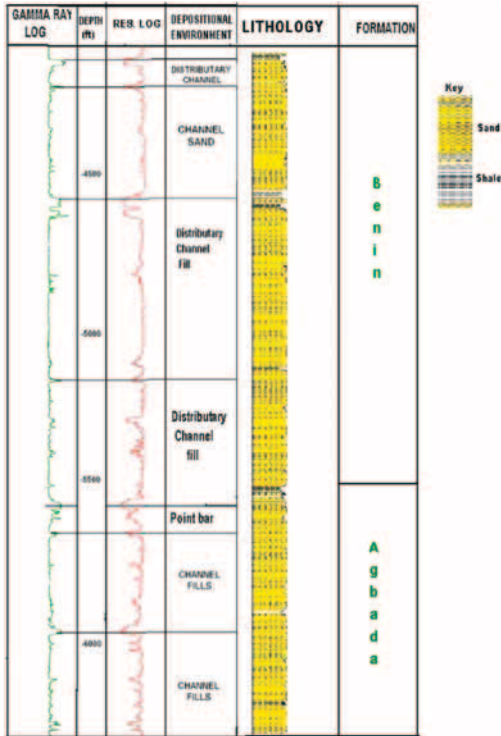 GAMMA RAY
LOG
DEPTH
(ft)
RES. LOG
DEPOSITIONAL
ENVIRONMENT
LITHOLOGY
FORMATION
DISTRIBUTARY
CHANNEL
CHANNEL
SAND
-4500
Distributary
Channel
Fill
-5000
Distributary
Channel
fill
-5500
Point bar
CHANNEL
FILLS
-6000
CHANNEL
FILLS
B
e
n
i
n
A
g
b
a
d
a
Key
Sand
Shale